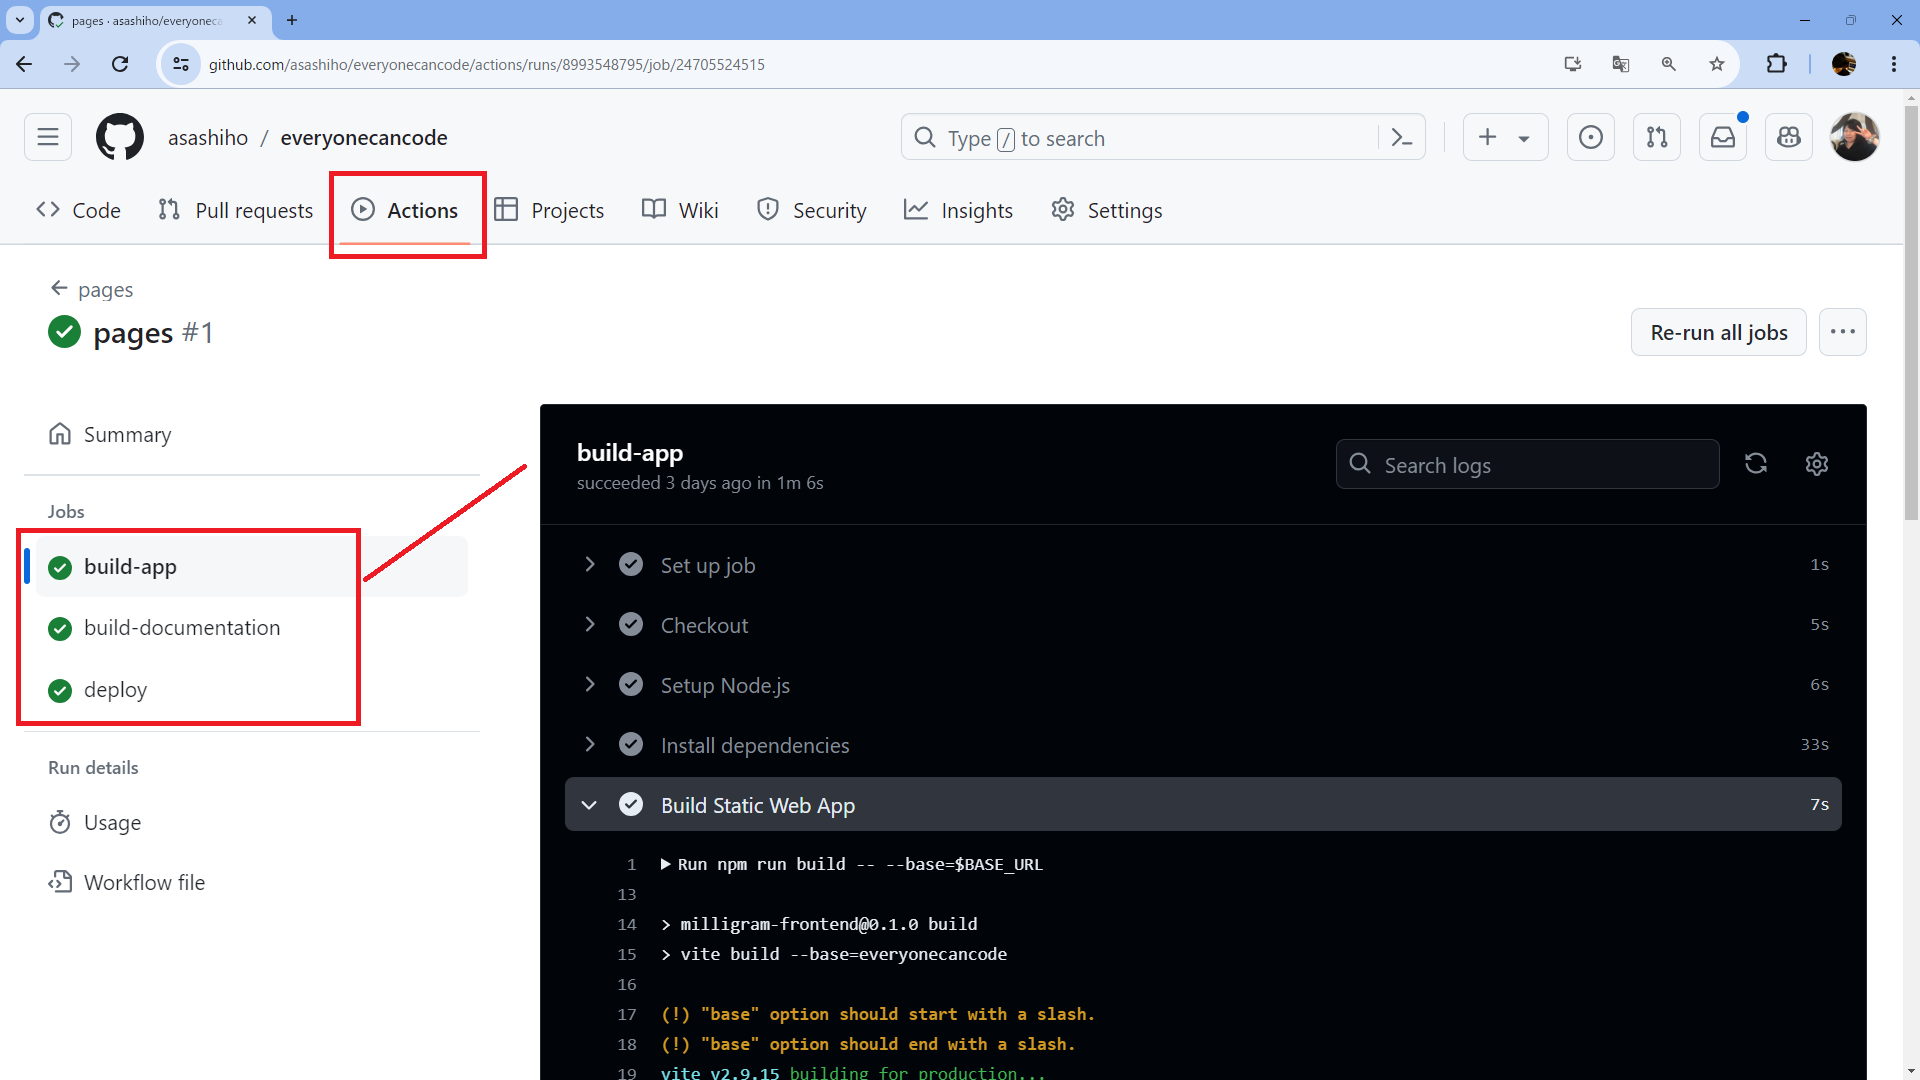 pages · asashiho/everyoneca
github.com/asashiho/everyonecancode/actions/runs/8993548795/job/24705524515
asashiho / everyonecancode
Type / to search
Code
Pull requests
Actions
Projects
Wiki
Security
Insights
Settings
pages
pages #1
Re-run all jobs
Summary
Jobs
build-app
build-documentation
deploy
Run details
Usage
Workflow file
build-app
succeeded 3 days ago in 1m 6s
Search logs
Set up job 1s
Checkout 5s
Setup Node.js 6s
Install dependencies 33s
Build Static Web App 7s
1 Run npm run build -- --base=$BASE_URL
13
14 > milligram-frontend@0.1.0 build
15 > vite build --base=everyonecancode
16
17 (!) "base" option should start with a slash.
18 (!) "base" option should end with a slash.
19 vite v2.9.15 building for production...